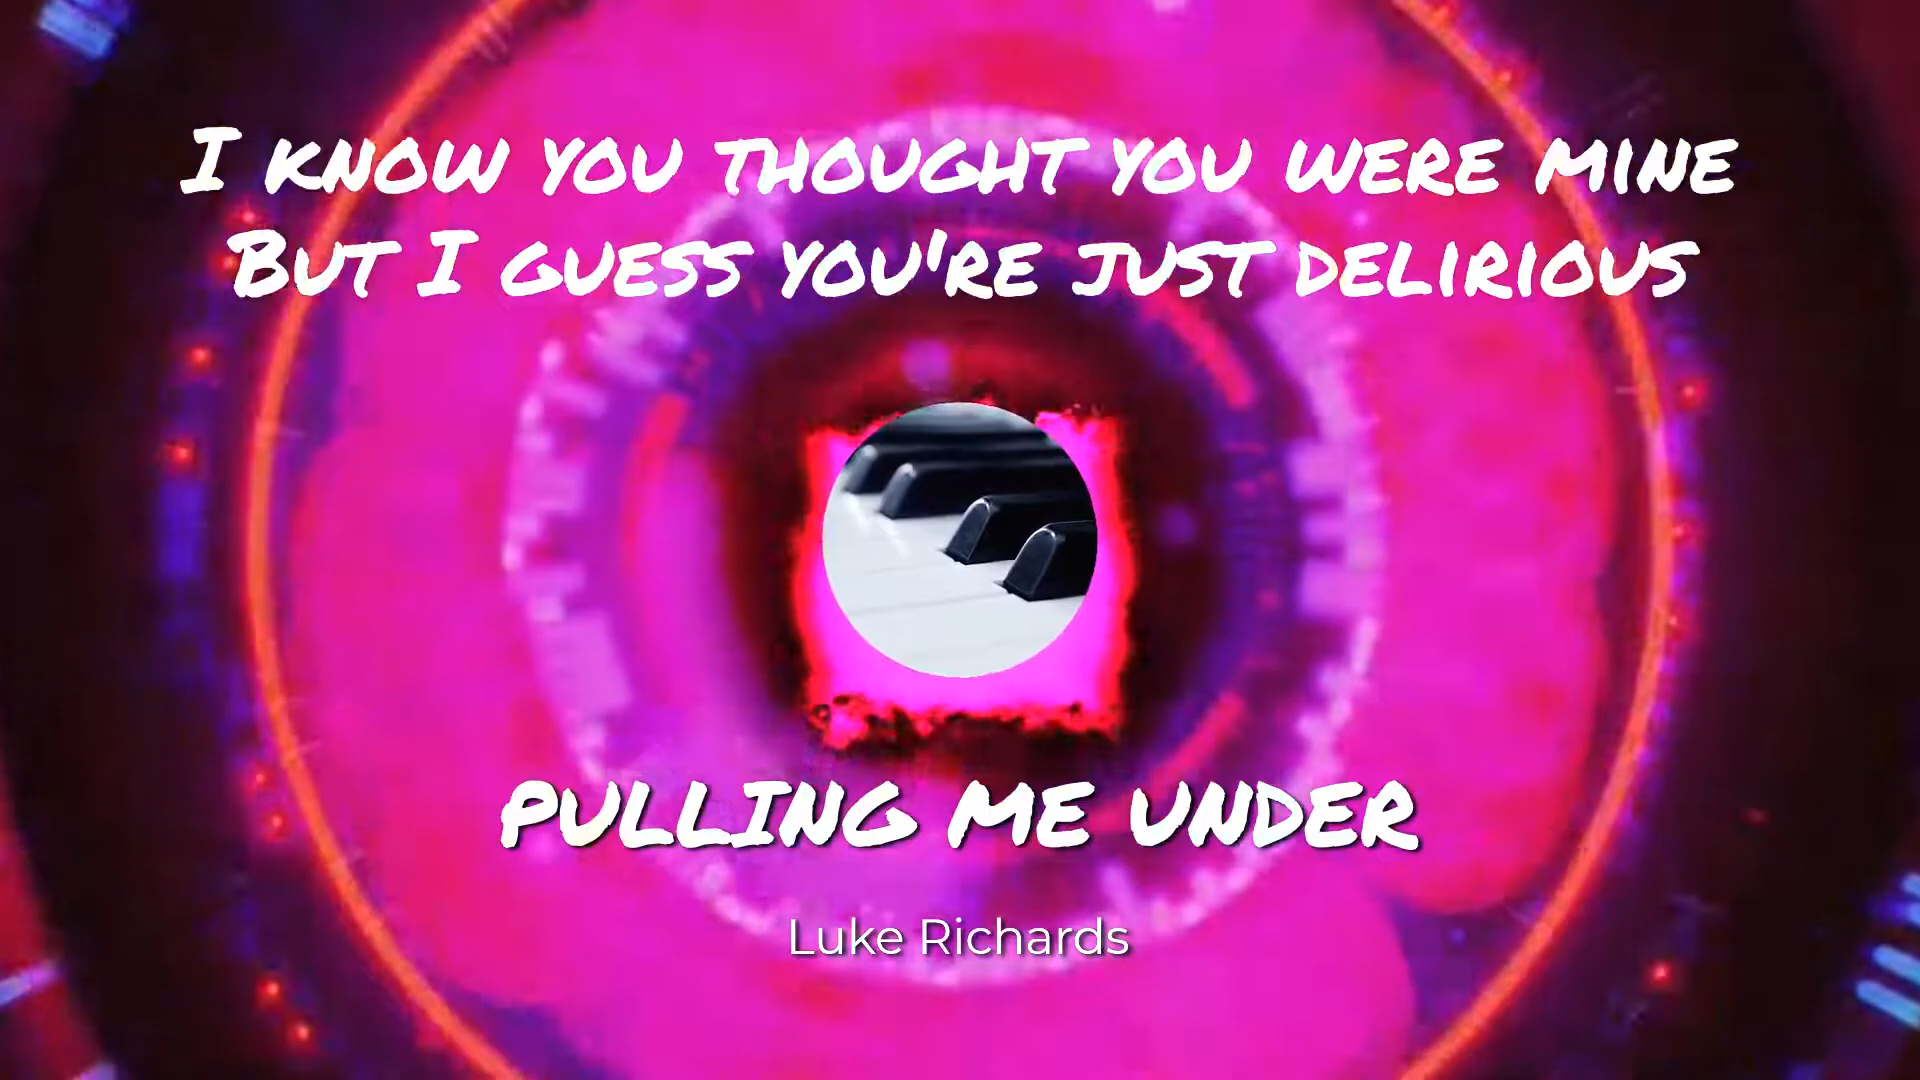 I KNOW YOU THOUGHT YOU WERE MINE
BUT I GUESS YOU'RE JUST DELIRIOUS
PULLING ME UNDER
Luke Richards